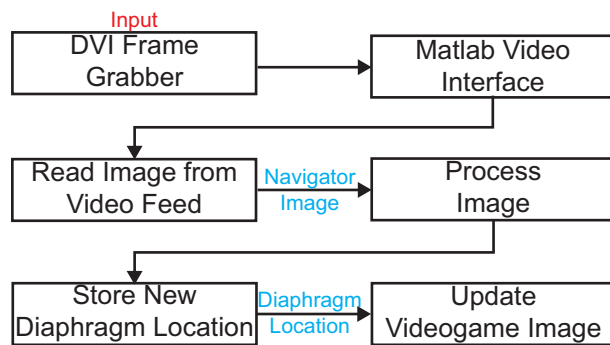 Input
DVI Frame
Grabber
Matlab Video
Interface
Read Image from
Video Feed
Navigator
Image
Process
Image
Store New
Diaphragm Location
Diaphragm
Location
Update
Videogame Image